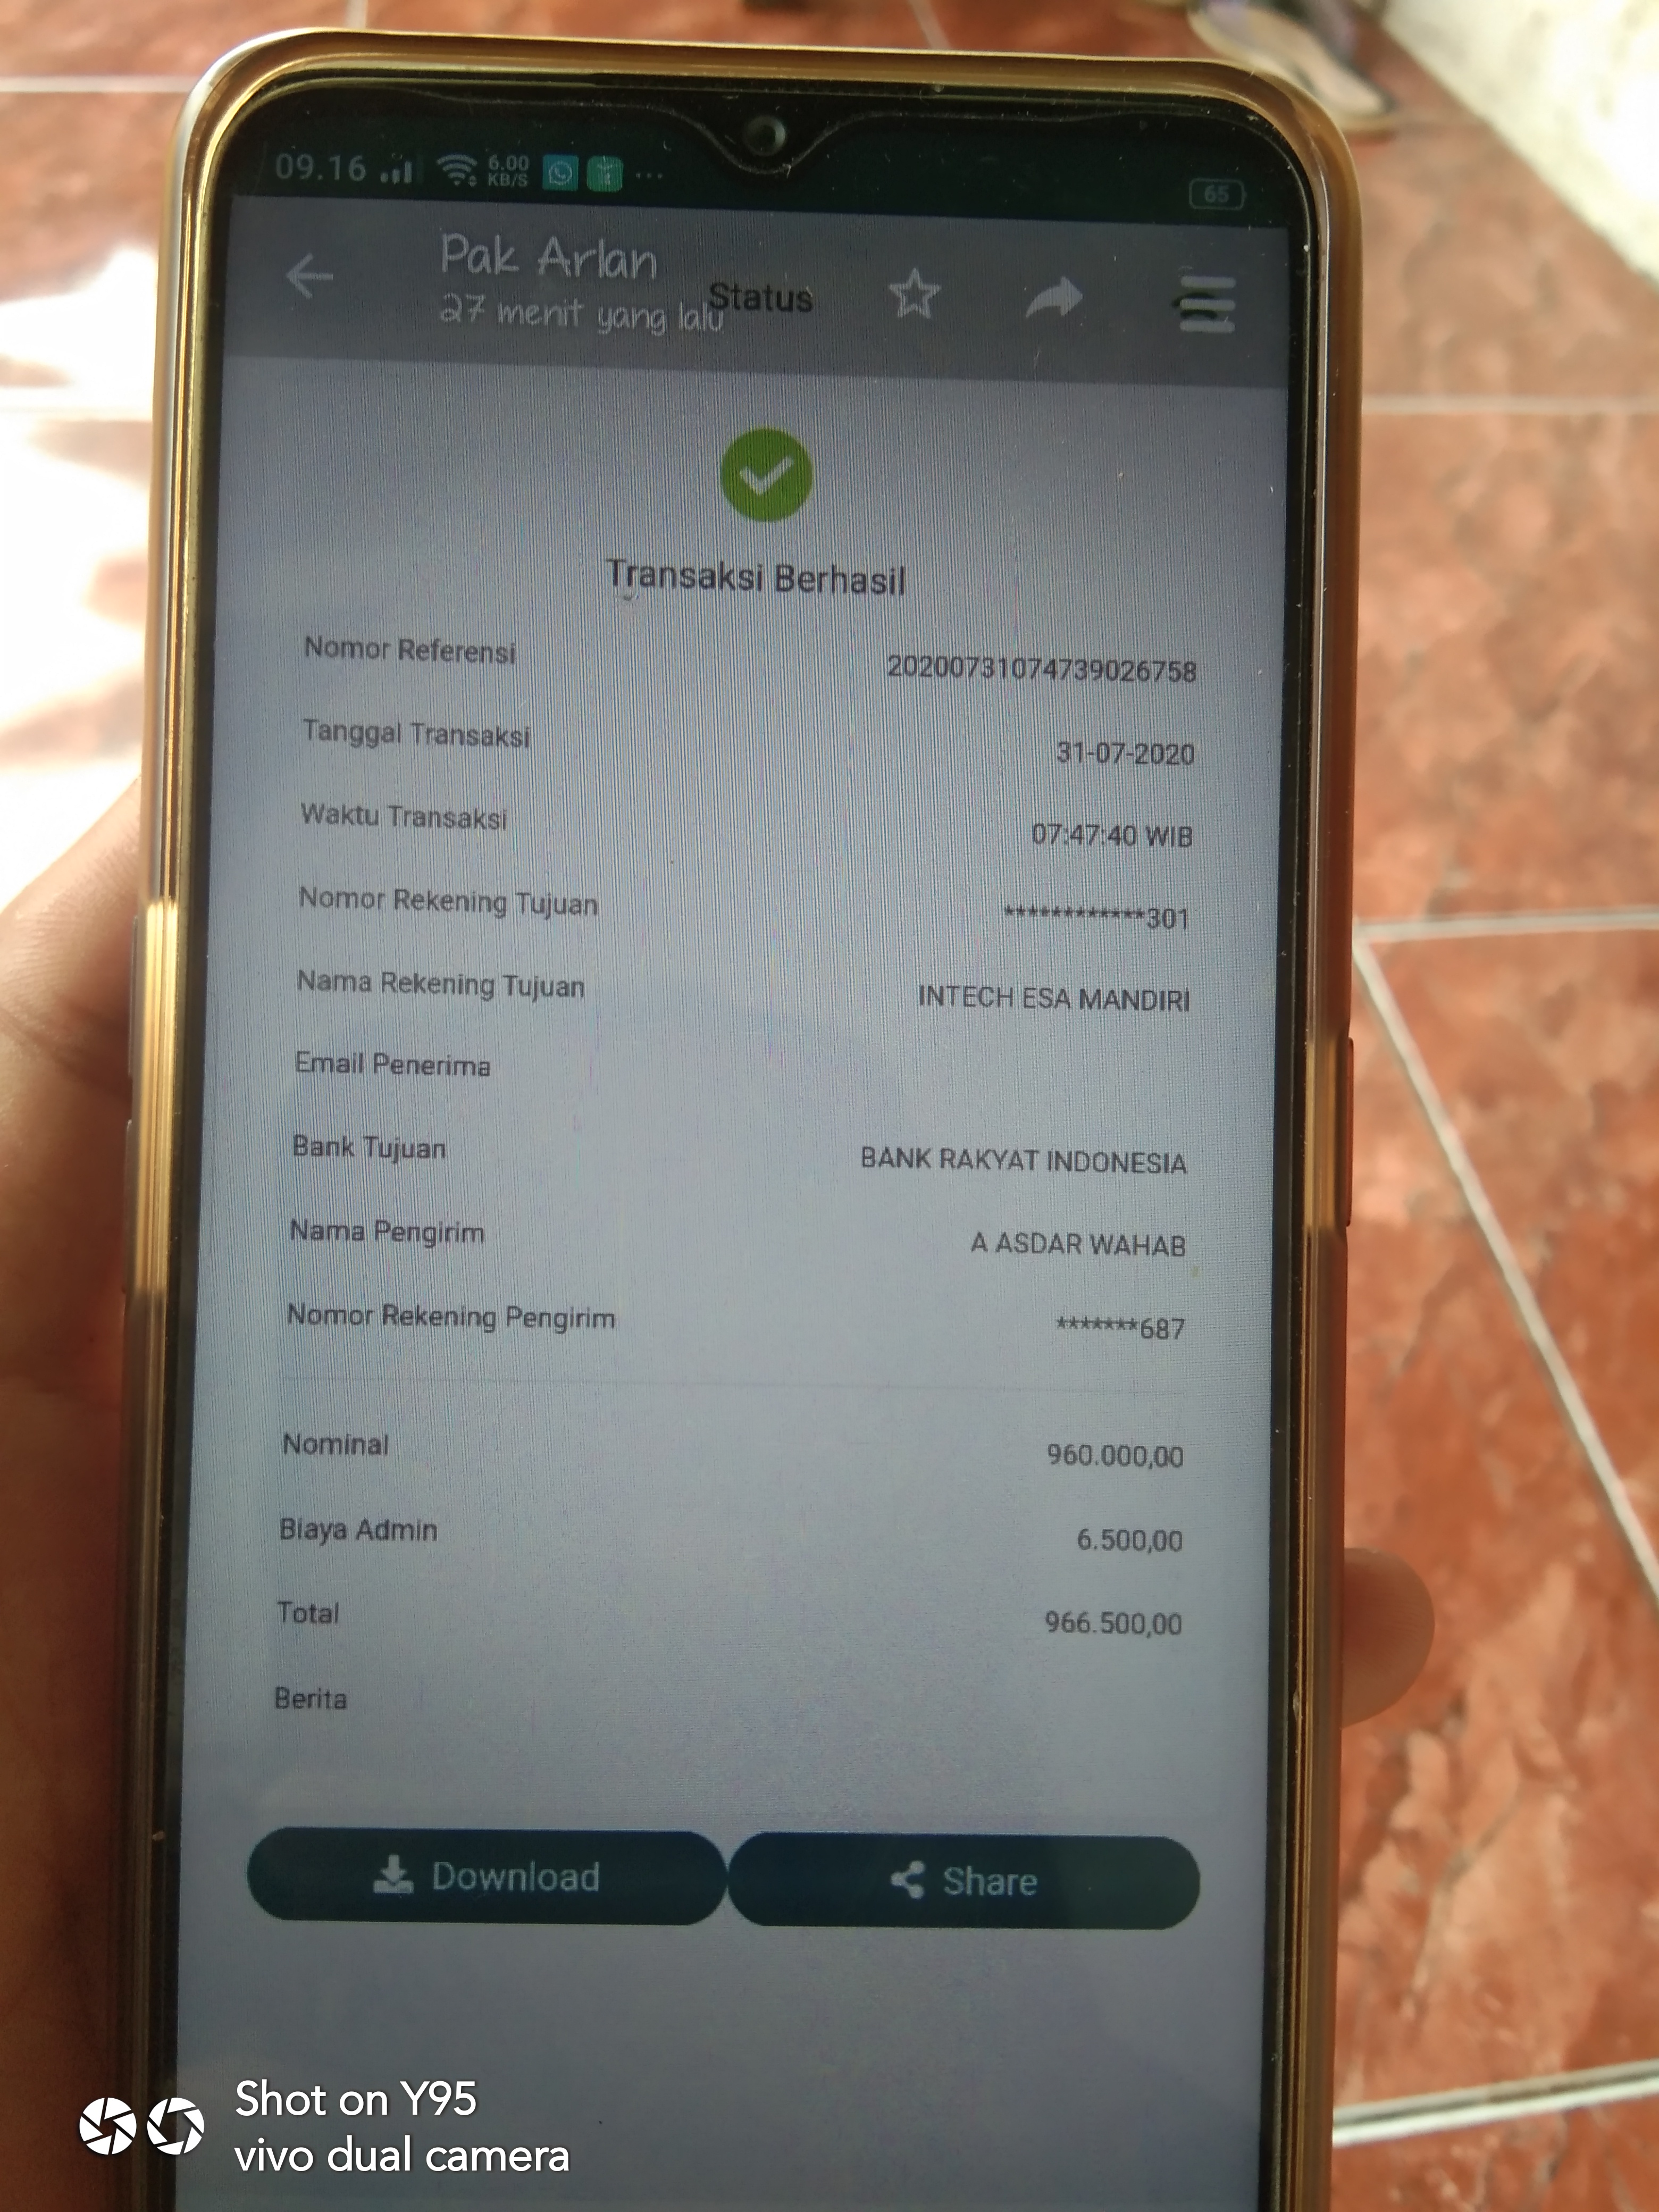 09.16 6.00 KB/S ... 65
Pak Arlan
27 menit yang lalu
Status
Transaksi Berhasil
Nomor Referensi 20200731074739026758
Tanggal Transaksi 31-07-2020
Waktu Transaksi 07:47:40 WIB
Nomor Rekening Tujuan ************301
Nama Rekening Tujuan INTECH ESA MANDIRI
Email Penerima
Bank Tujuan BANK RAKYAT INDONESIA
Nama Pengirim A ASDAR WAHAB
Nomor Rekening Pengirim *******687
Nominal 960.000,00
Biaya Admin 6.500,00
Total 966.500,00
Berita
Download Share
Shot on Y95
vivo dual camera